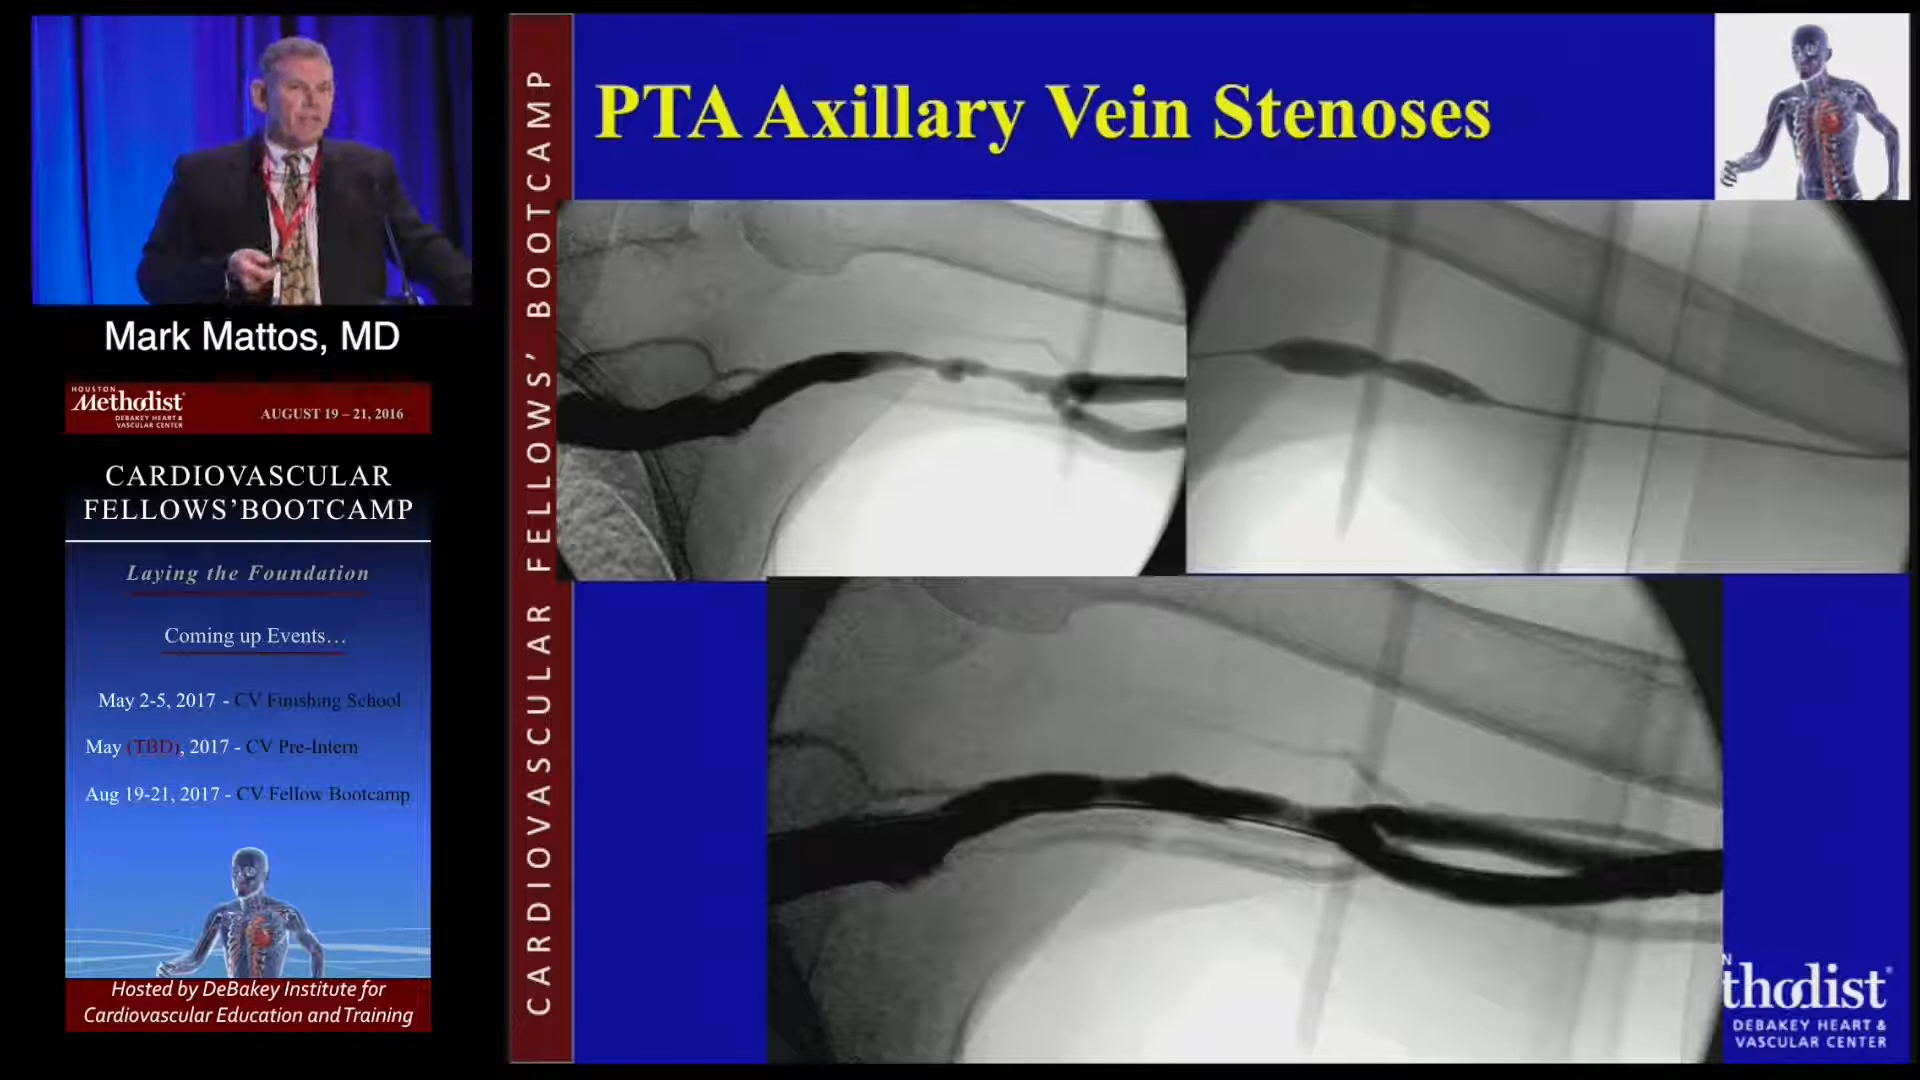 Mark Mattos, MD
HOUSTON
Methodist
DEBAKEY HEART &
VASCULAR CENTER
AUGUST 19 – 21, 2016
CARDIOVASCULAR
FELLOWS’BOOTCAMP
Laying the Foundation
Coming up Events…
May 2-5, 2017 - CV Finishing School
May (TBD), 2017 - CV Pre-Intern
Aug 19-21, 2017 - CV Fellow Bootcamp
Hosted by DeBakey Institute for
Cardiovascular Education and Training
CARDIOVASCULAR FELLOWS’ BOOTCAMP
PTA Axillary Vein Stenoses
N
thodist
DEBAKEY HEART &
VASCULAR CENTER